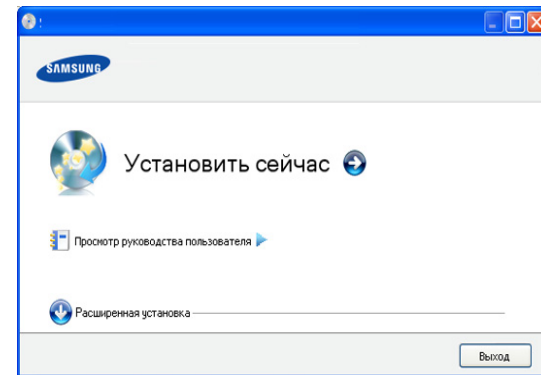 SAMSUNG
Установить сейчас
Просмотр руководства пользователя
Расширенная установка
Выход